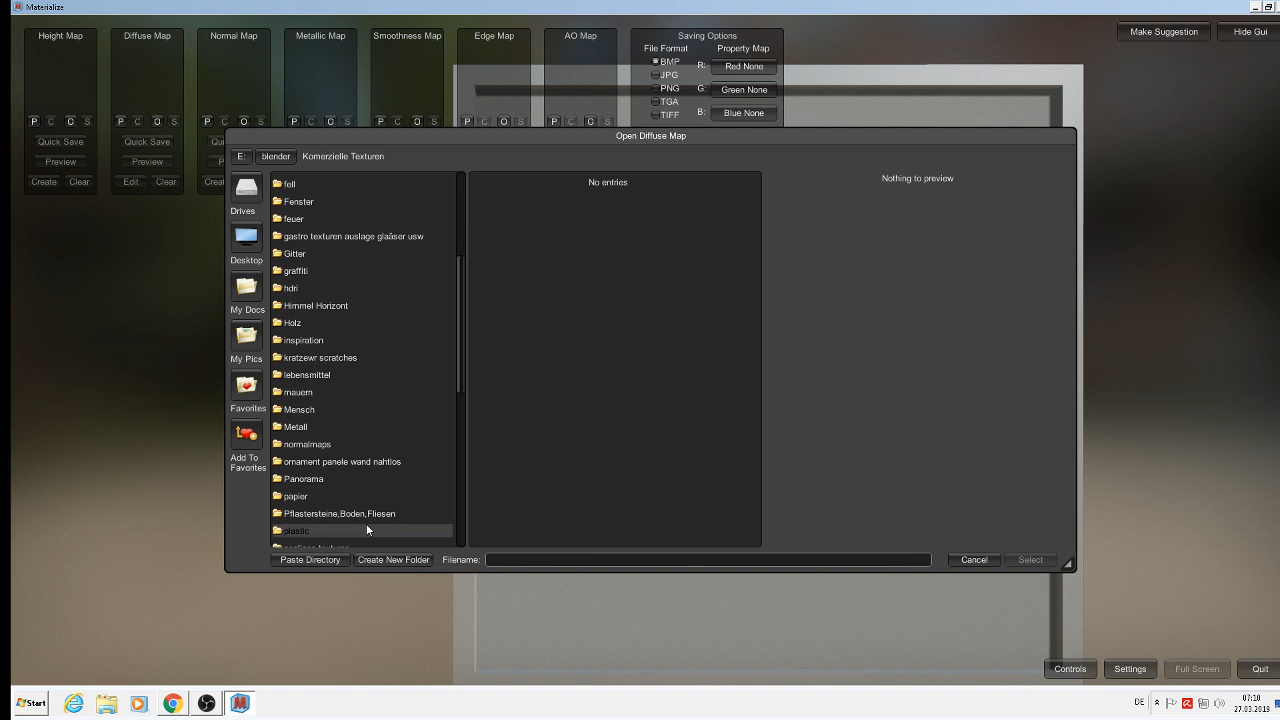 Materialize
Height Map
Diffuse Map
Normal Map
Metallic Map
Smoothness Map
Edge Map
AO Map
Saving Options
File Format
Property Map
BMP
JPG
PNG
TGA
TIFF
R: Red None
G: Green None
B: Blue None
Make Suggestion
Hide Gui
P C O S
P C O S
P C O S
P C O S
P C O S
P C O S
P C O S
Quick Save
Quick Save
Preview
Preview
Create Clear
Edit Clear
Open Diffuse Map
E: blender Komerzielle Texturen
Drives
Desktop
My Docs
My Pics
Favorites
Add To
Favorites
fell
Fenster
feuer
gastro texturen auslage glaäser usw
Gitter
graffiti
hdri
Himmel Horizont
Holz
inspiration
kratzewr scratches
lebensmittel
mauern
Mensch
Metall
normalmaps
ornament panele wand nahtlos
Panorama
papier
Pflastersteine,Boden,Fliesen
plastic
No entries
Nothing to preview
Paste Directory
Create New Folder
Filename:
Cancel
Select
Controls
Settings
Full Screen
Quit
Start
DE
07:10
27.03.2019